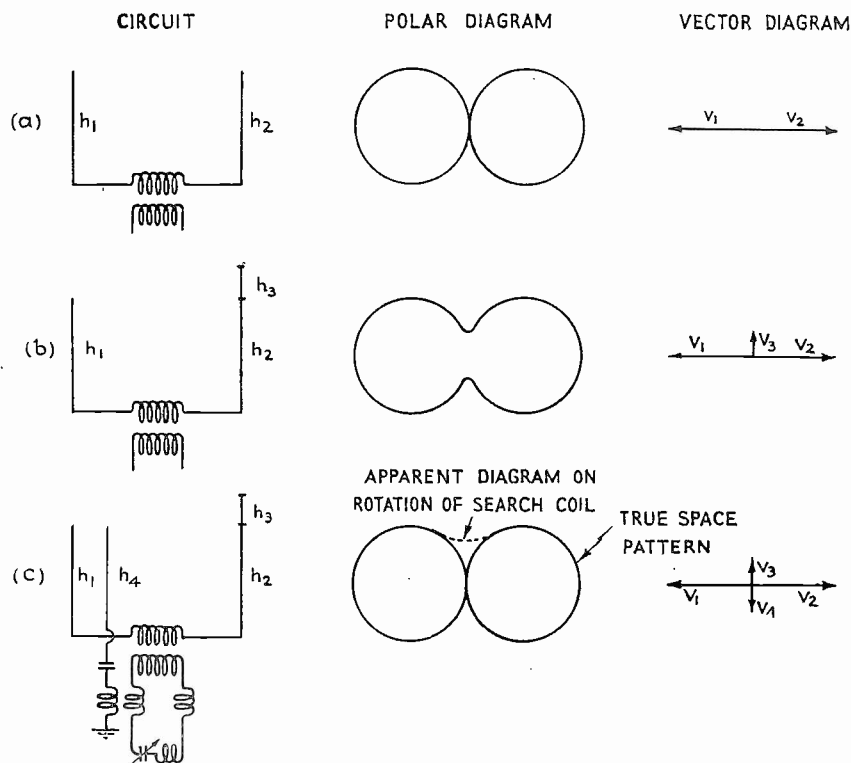 CIRCUIT POLAR DIAGRAM VECTOR DIAGRAM
(a) h₁ h₂ V₁ V₂
(b) h₁ h₃ h₂ V₁ V₃ V₂
APPARENT DIAGRAM ON
ROTATION OF SEARCH COIL
TRUE SPACE
PATTERN
(c) h₁ h₄ h₃ h₂ V₁ V₃ V₄ V₂